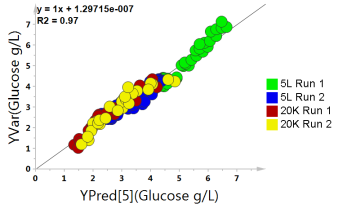 y = 1x + 1.29715e-007
R2 = 0.97
YVar(Glucose g/L)
8
7
6
5
4
3
2
1
0
0
1
2
3
4
5
6
7
YPred[5](Glucose g/L)
5L Run 1
5L Run 2
20K Run 1
20K Run 2